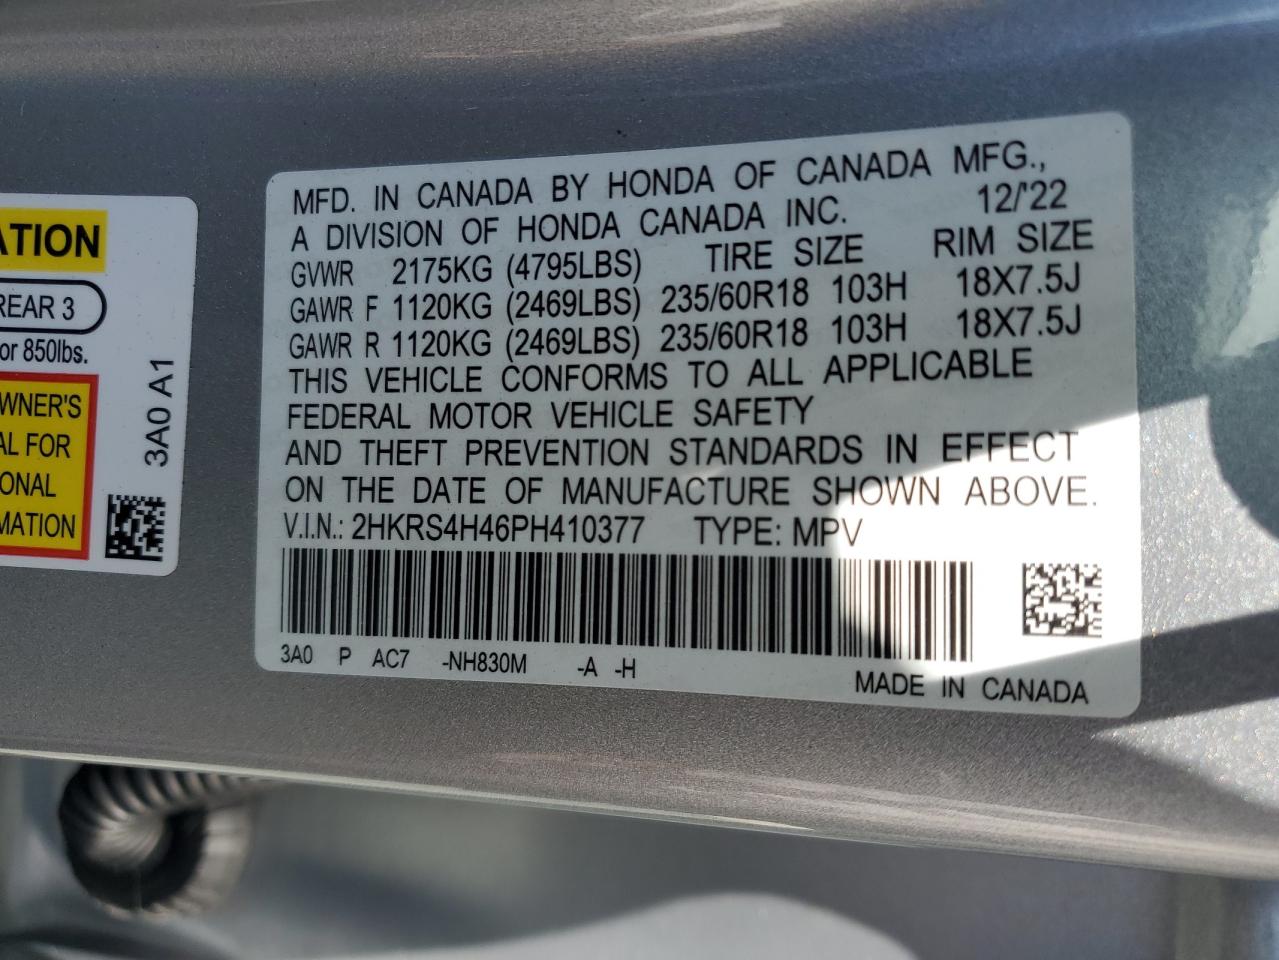 ATION
REAR 3
or 850lbs.
WNER'S
AL FOR
ONAL
MATION
3A0 A1
MFD. IN CANADA BY HONDA OF CANADA MFG.,
A DIVISION OF HONDA CANADA INC. 12/'22
GVWR 2175KG (4795LBS) TIRE SIZE RIM SIZE
GAWR F 1120KG (2469LBS) 235/60R18 103H 18X7.5J
GAWR R 1120KG (2469LBS) 235/60R18 103H 18X7.5J
THIS VEHICLE CONFORMS TO ALL APPLICABLE
FEDERAL MOTOR VEHICLE SAFETY
AND THEFT PREVENTION STANDARDS IN EFFECT
ON THE DATE OF MANUFACTURE SHOWN ABOVE.
V.I.N.: 2HKRS4H46PH410377 TYPE: MPV
3A0 P AC7 -NH830M -A -H
MADE IN CANADA